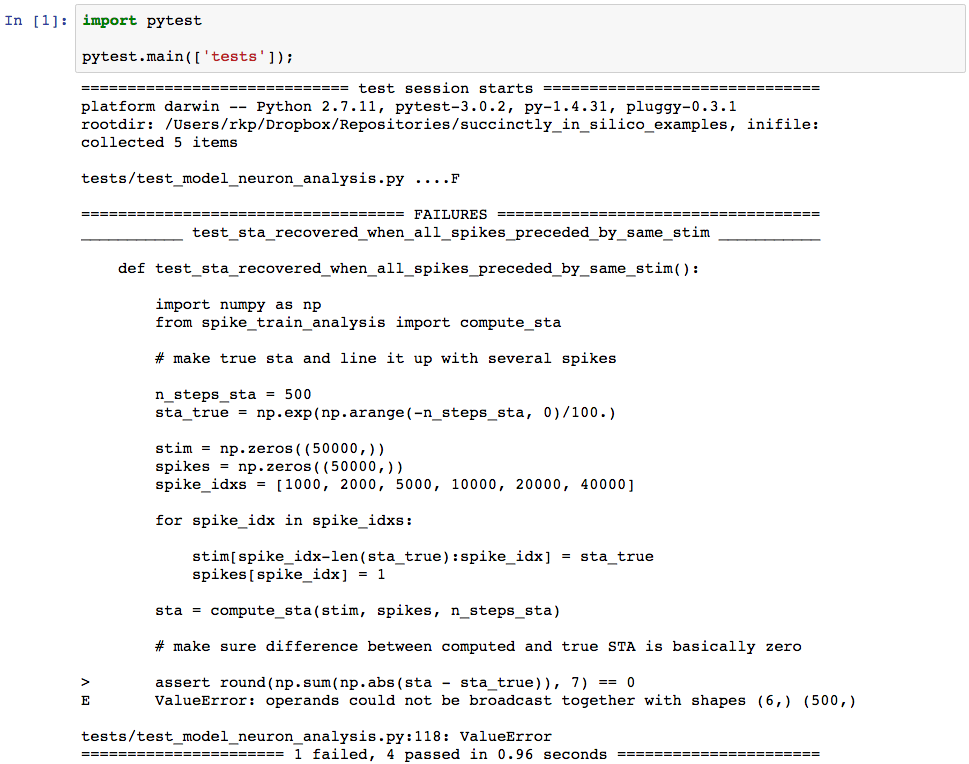 In [1]: import pytest
pytest.main(['tests']);
============================= test session starts ==============================
platform darwin -- Python 2.7.11, pytest-3.0.2, py-1.4.31, pluggy-0.3.1
rootdir: /Users/rkp/Dropbox/Repositories/succinctly_in_silico_examples, inifile:
collected 5 items
tests/test_model_neuron_analysis.py ....F
=================================== FAILURES ===================================
___________ test_sta_recovered_when_all_spikes_preceded_by_same_stim ___________
    def test_sta_recovered_when_all_spikes_preceded_by_same_stim():
        import numpy as np
        from spike_train_analysis import compute_sta
        # make true sta and line it up with several spikes
        n_steps_sta = 500
        sta_true = np.exp(np.arange(-n_steps_sta, 0)/100.)
        stim = np.zeros((50000,))
        spikes = np.zeros((50000,))
        spike_idxs = [1000, 2000, 5000, 10000, 20000, 40000]
        for spike_idx in spike_idxs:
            stim[spike_idx-len(sta_true):spike_idx] = sta_true
            spikes[spike_idx] = 1
        sta = compute_sta(stim, spikes, n_steps_sta)
        # make sure difference between computed and true STA is basically zero
>       assert round(np.sum(np.abs(sta - sta_true)), 7) == 0
E       ValueError: operands could not be broadcast together with shapes (6,) (500,)
tests/test_model_neuron_analysis.py:118: ValueError
====================== 1 failed, 4 passed in 0.96 seconds ======================